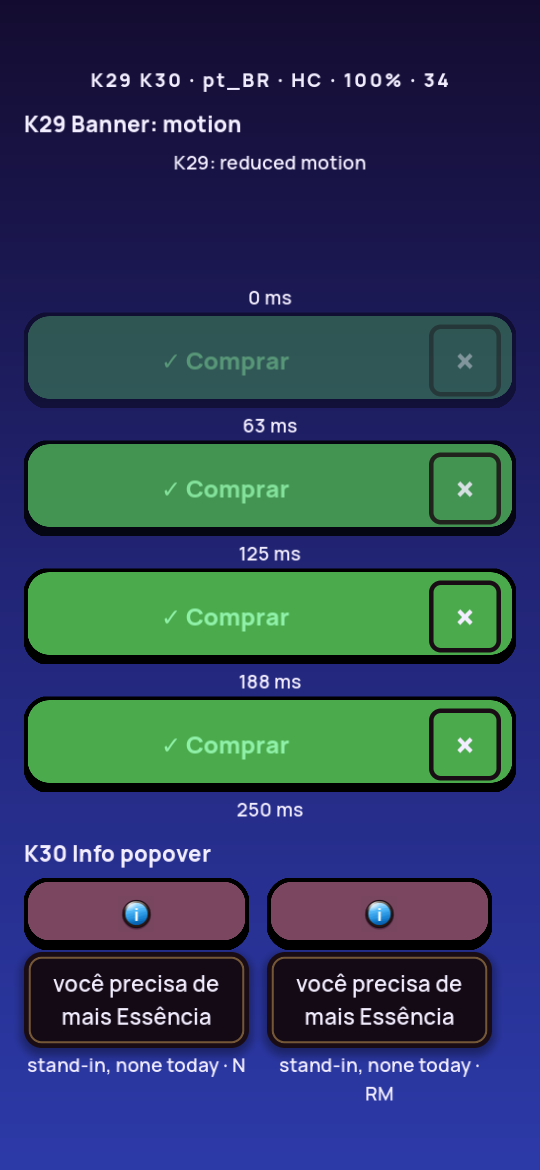 K29 K30 · pt_BR · HC · 100% · 34
K29 Banner: motion
K29: reduced motion
0 ms
✓ Comprar ×
63 ms
✓ Comprar ×
125 ms
✓ Comprar ×
188 ms
✓ Comprar ×
250 ms
K30 Info popover
i i
você precisa de você precisa de
mais Essência mais Essência
stand-in, none today · N stand-in, none today ·
RM